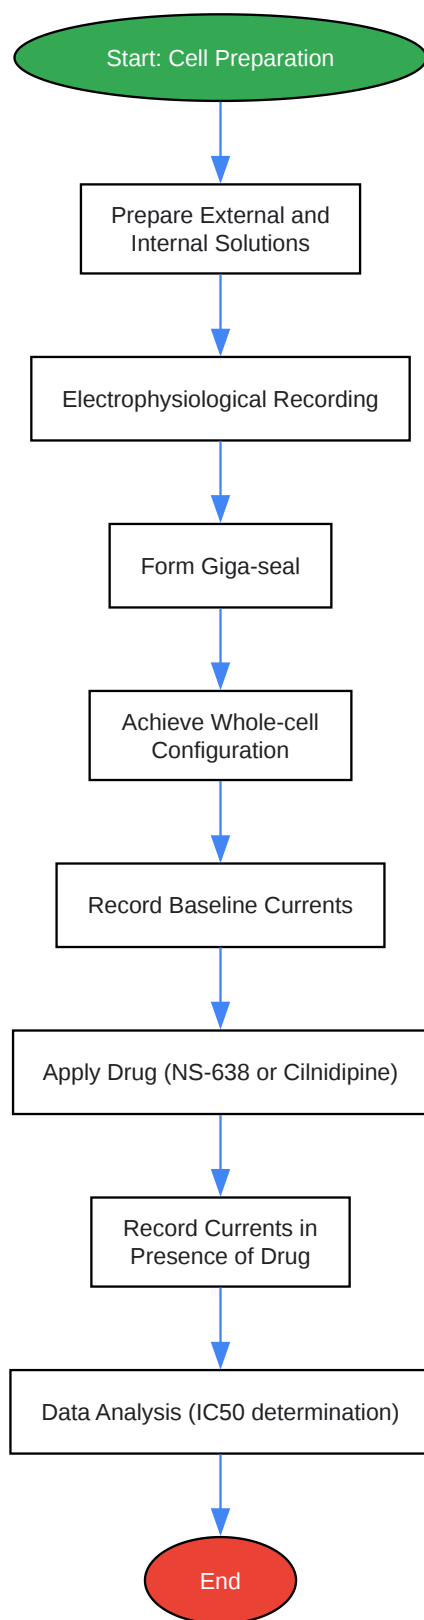 Start: Cell Preparation
Prepare External and
Internal Solutions
Electrophysiological Recording
Form Giga-seal
Achieve Whole-cell
Configuration
Record Baseline Currents
Apply Drug (NS-638 or Cilnidipine)
Record Currents in
Presence of Drug
Data Analysis (IC50 determination)
End